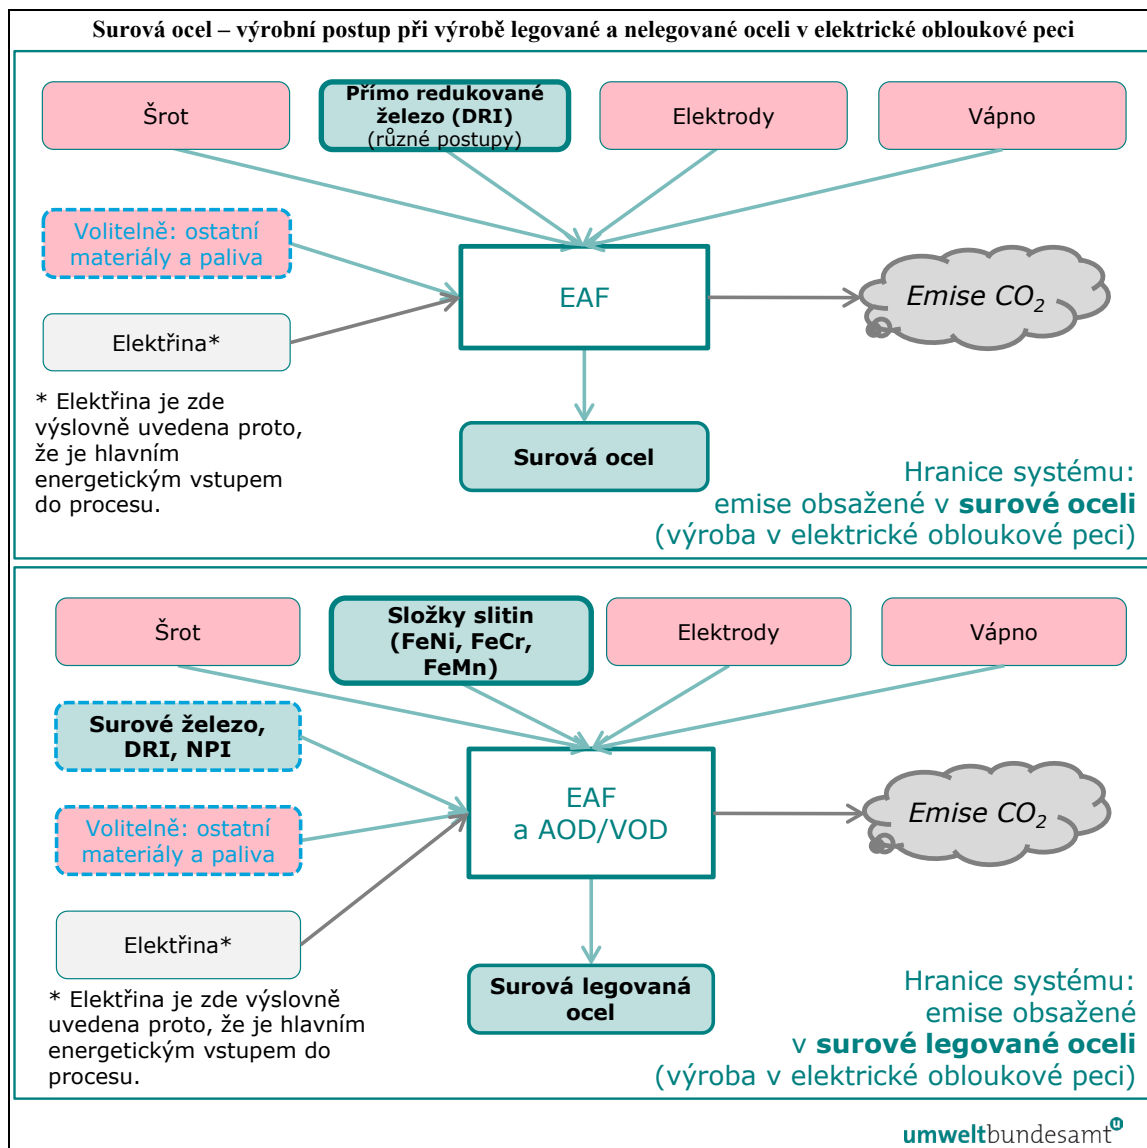 Surová ocel – výrobní postup při výrobě legované a nelegované oceli v elektrické obloukové peci
Šrot
Přímo redukované
železo (DRI)
(různé postupy)
Elektrody
Vápno
Volitelně: ostatní
materiály a paliva
EAF
Emise CO₂
Elektřina*
* Elektřina je zde
výslovně uvedena proto,
že je hlavním
energetickým vstupem
do procesu.
Surová ocel
Hranice systému:
emise obsažené v surové oceli
(výroba v elektrické obloukové peci)
Šrot
Složky slitin
(FeNi, FeCr,
FeMn)
Elektrody
Vápno
Surové železo,
DRI, NPI
EAF
a AOD/VOD
Emise CO₂
Volitelně: ostatní
materiály a paliva
Elektřina*
* Elektřina je zde výslovně
uvedena proto, že je hlavním
energetickým vstupem do
procesu.
Surová legovaná
ocel
Hranice systému:
emise obsažené
v surové legované oceli
(výroba v elektrické obloukové peci)
umweltbundesamt